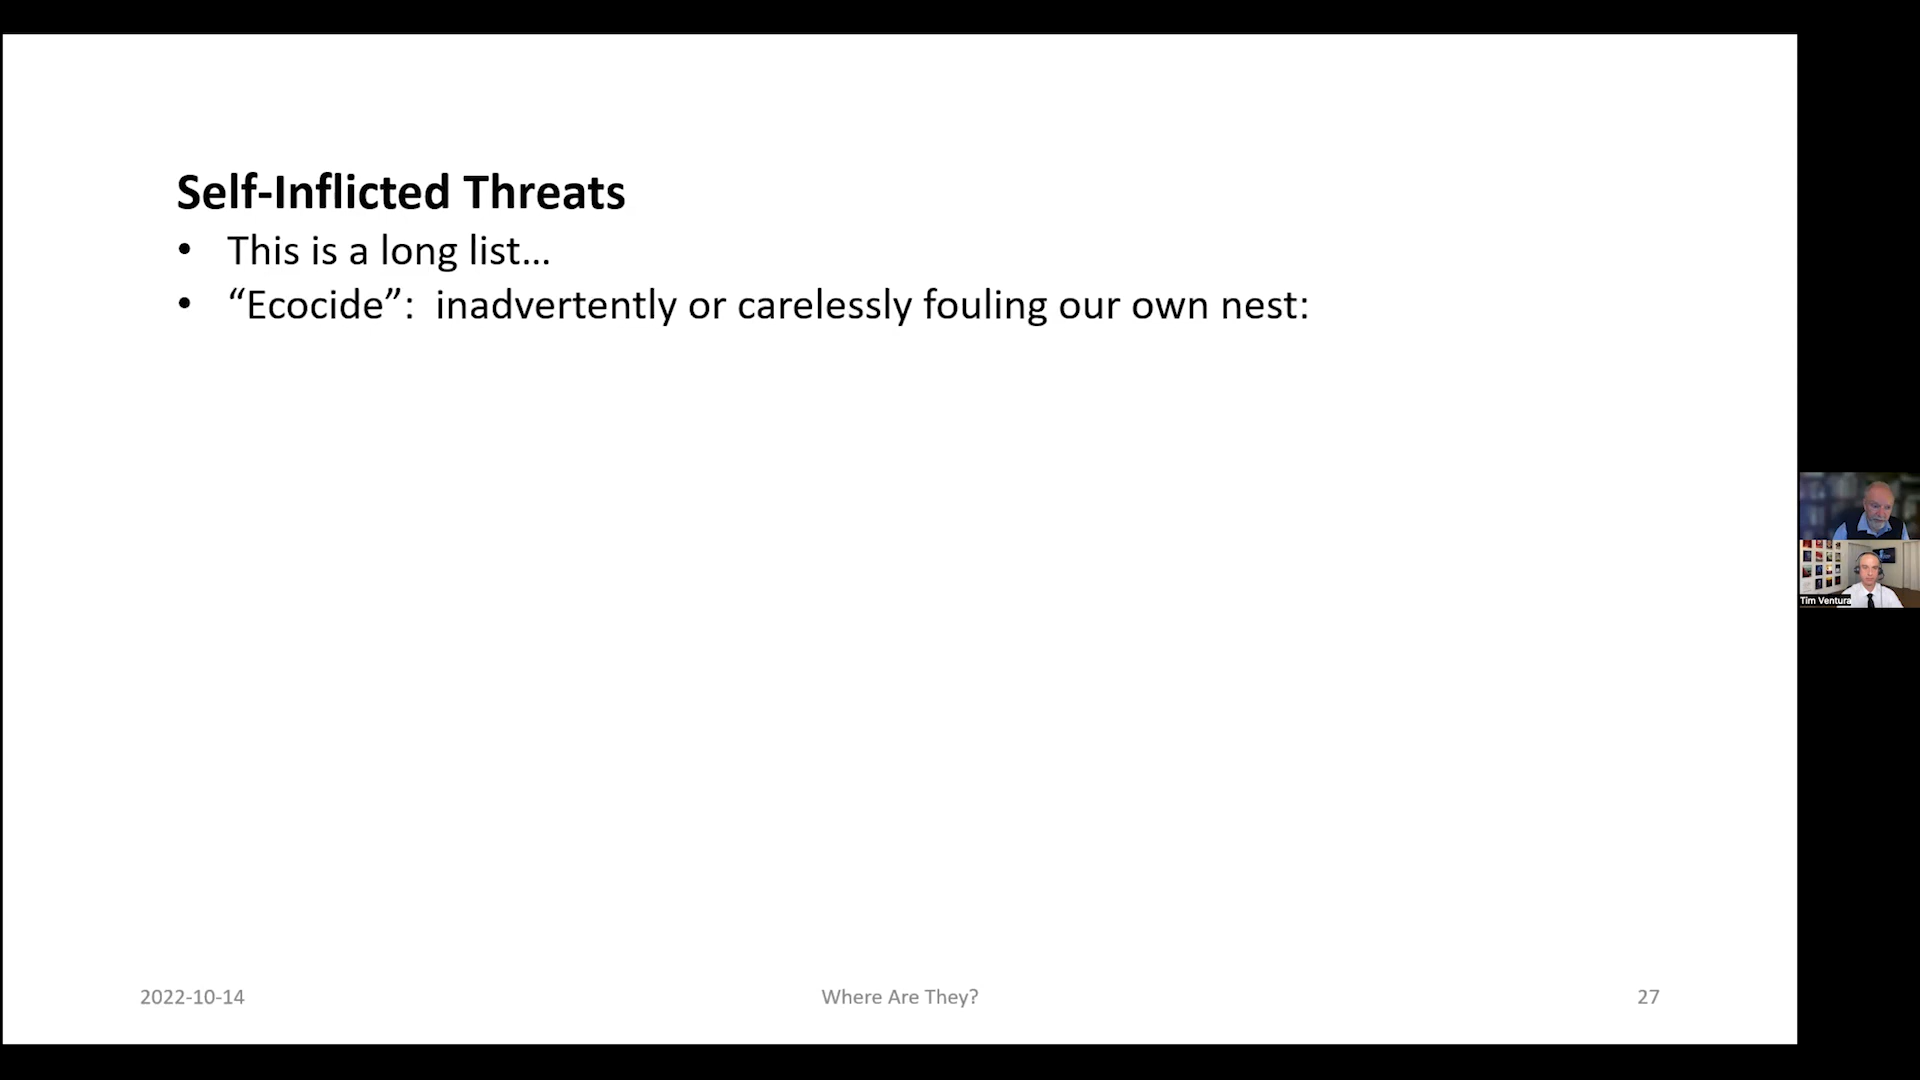 Self-Inflicted Threats
• This is a long list...
• “Ecocide”:  inadvertently or carelessly fouling our own nest:
Tim Ventura
2022-10-14
Where Are They?
27